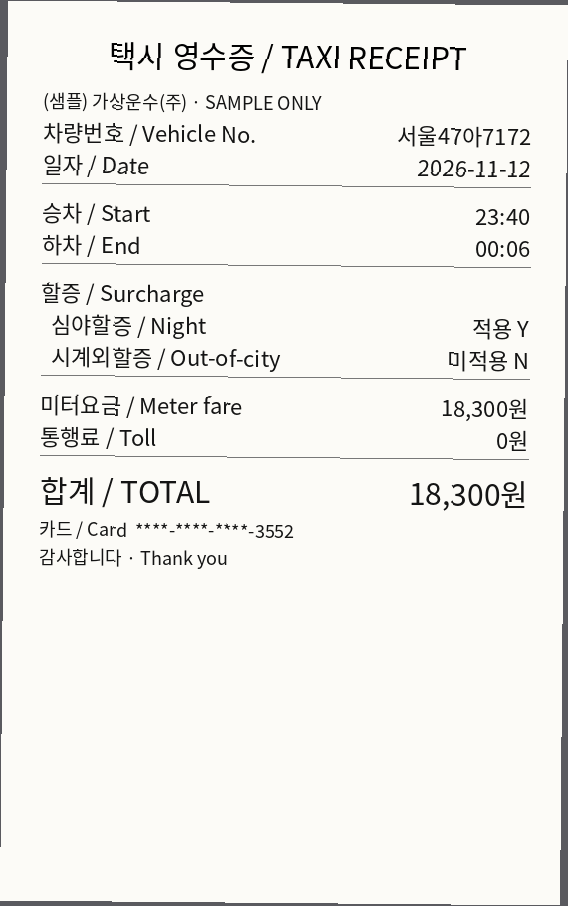 택시 영수증 / TAXI RECEIPT
(샘플) 가상운수(주) · SAMPLE ONLY
차량번호 / Vehicle No. 서울47아7172
일자 / Date 2026-11-12
승차 / Start 23:40
하차 / End 00:06
할증 / Surcharge
심야할증 / Night 적용 Y
시계외할증 / Out-of-city 미적용 N
미터요금 / Meter fare 18,300원
통행료 / Toll 0원
합계 / TOTAL 18,300원
카드 / Card ****-****-****-3552
감사합니다 · Thank you